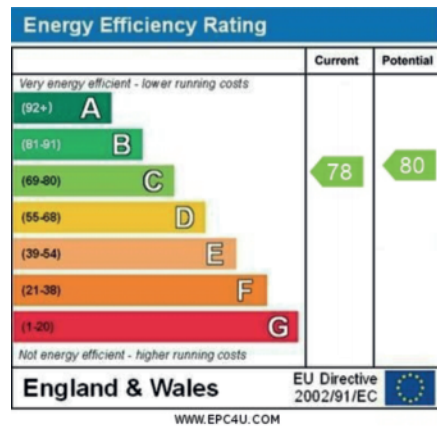 Energy Efficiency Rating
Current Potential
Very energy efficient - lower running costs
(92+) A
(81-91) B
(69-80) C
78
80
(55-68) D
(39-54) E
(21-38) F
(1-20) G
Not energy efficient - higher running costs
England & Wales
EU Directive
2002/91/EC
WWW.EPC4U.COM